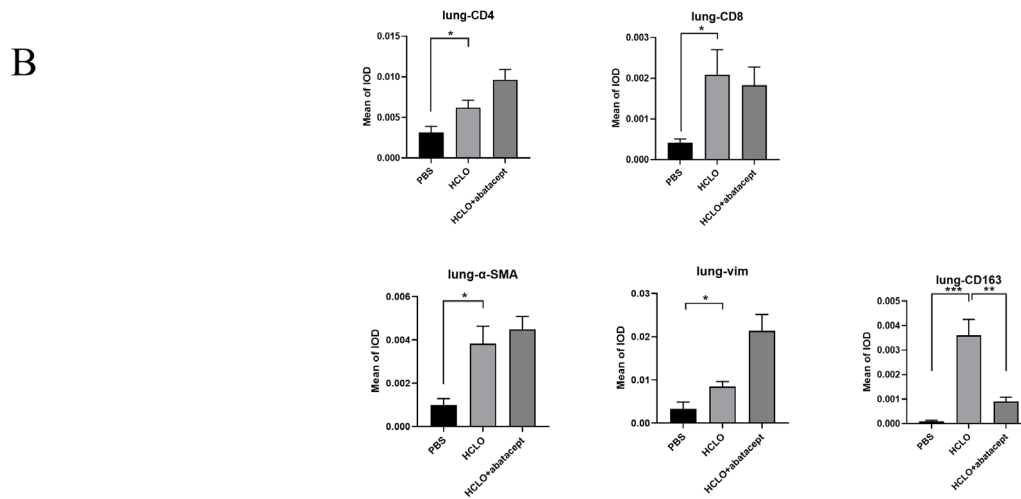 B
lung-CD4
Mean of IOD
0.015
0.010
0.005
0.000
*
PBS
HCLO
HCLO+abatacept
lung-CD8
Mean of IOD
0.003
0.002
0.001
0.000
*
PBS
HCLO
HCLO+abatacept
lung-α-SMA
Mean of IOD
0.006
0.004
0.002
0.000
*
PBS
HCLO
HCLO+abatacept
lung-vim
Mean of IOD
0.03
0.02
0.01
0.00
*
PBS
HCLO
HCLO+abatacept
lung-CD163
Mean of IOD
0.005
0.004
0.003
0.002
0.001
0.000
***
**
PBS
HCLO
HCLO+abatacept